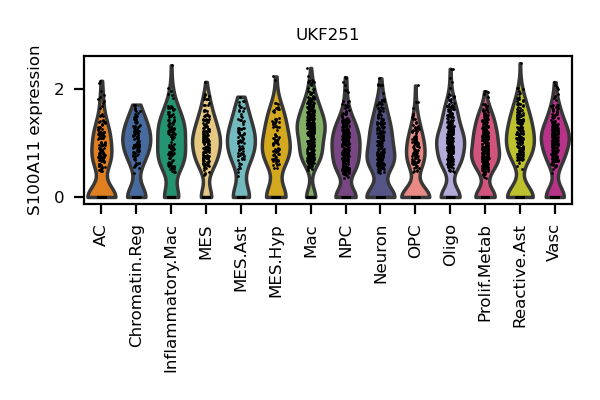 UKF251
S100A11 expression
2
0
AC
Chromatin.Reg
Inflammatory.Mac
MES
MES.Ast
MES.Hyp
Mac
NPC
Neuron
OPC
Oligo
Prolif.Metab
Reactive.Ast
Vasc